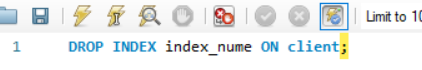 Limit to 10
1 DROP INDEX index_nume ON client;